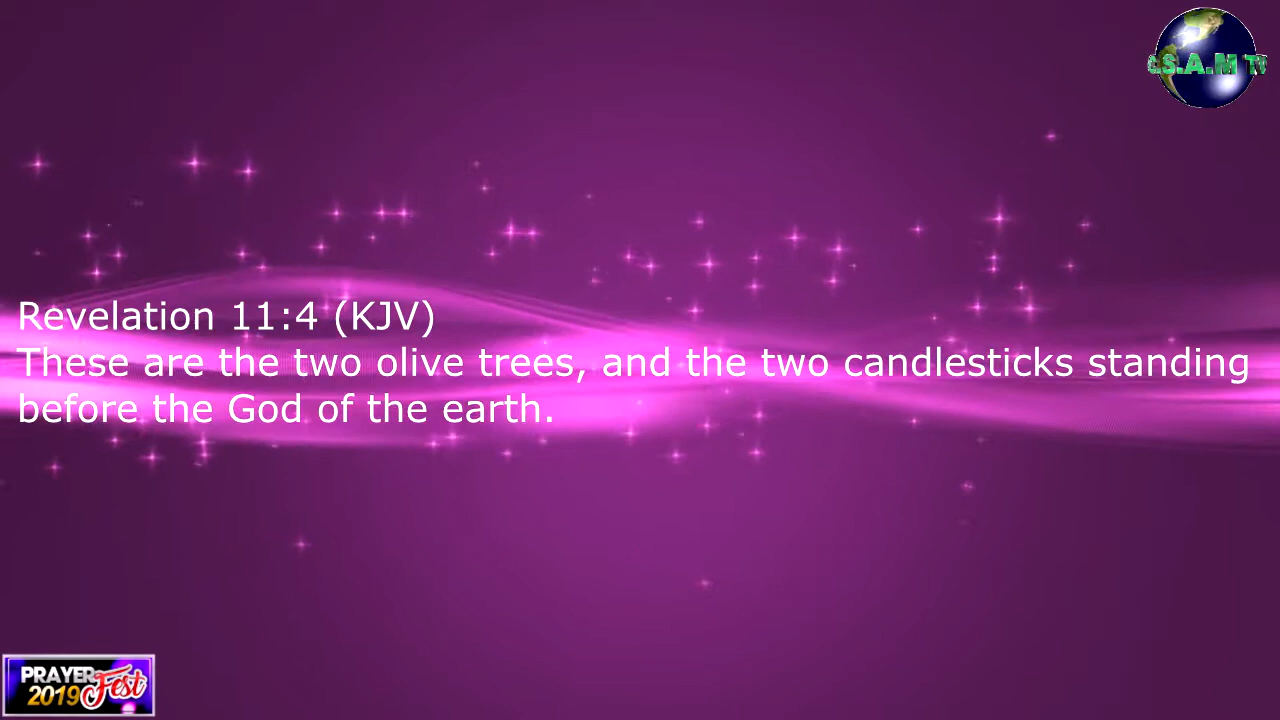 C.S.A.M TV
Revelation 11:4 (KJV)
These are the two olive trees, and the two candlesticks standing
before the God of the earth.
PRAYER
2019 Fest